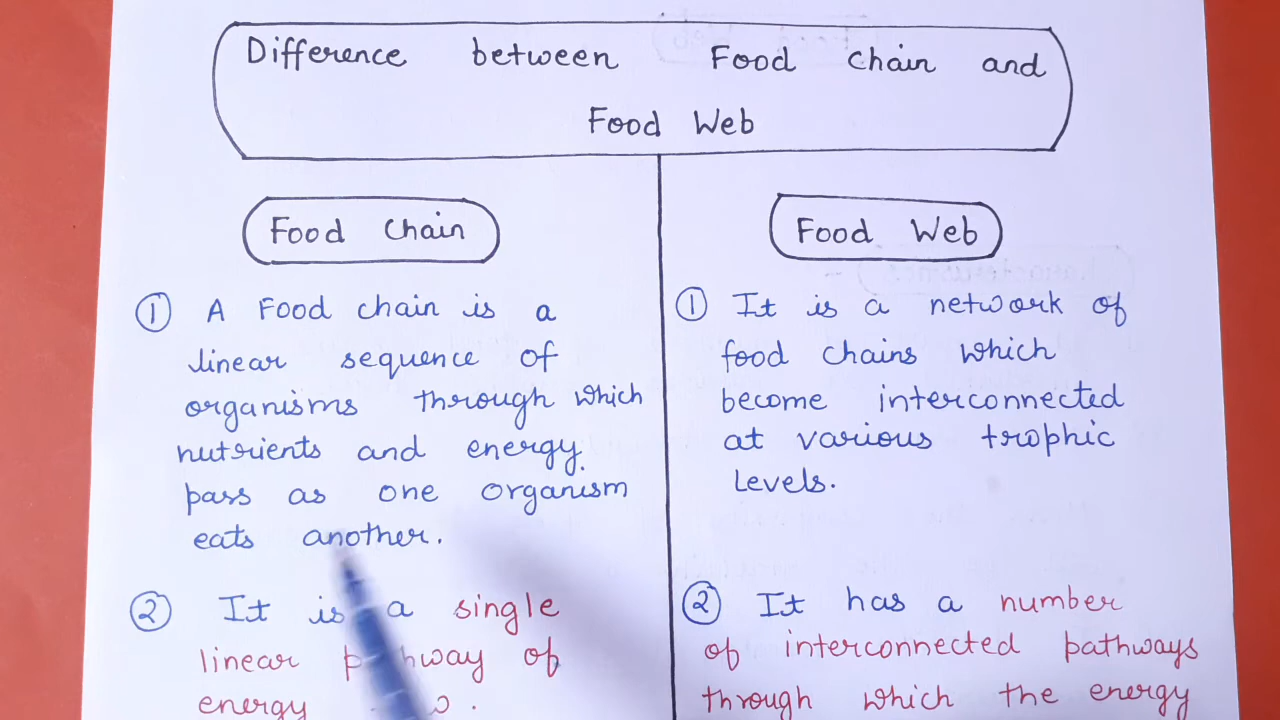 Difference between Food chain and
Food Web
Food Chain
① A Food chain is a
linear sequence of
organisms through which
nutrients and energy
pass as one organism
eats another.
② It is a single
linear pathway of
energy
Food Web
① It is a network of
food chains which
become interconnected
at various trophic
Levels.
② It has a number
of interconnected pathways
through which the energy